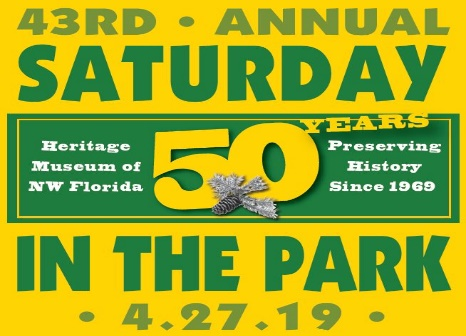 43RD • ANNUAL
SATURDAY
YEARS
50
Heritage
Museum of
NW Florida
Preserving
History
Since 1969
IN THE PARK
• 4.27.19 •